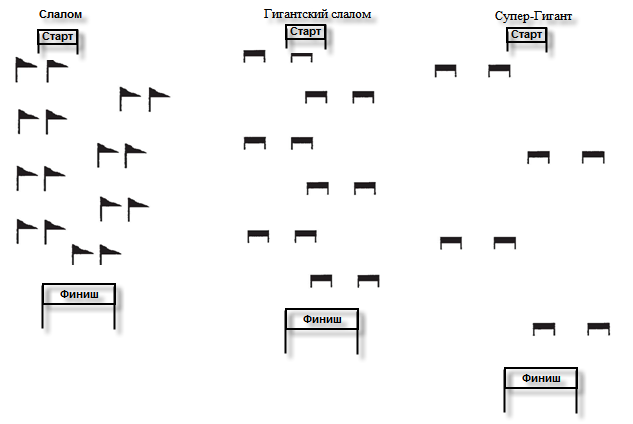 Слалом
Старт
Финиш
Гигантский слалом
Старт
Финиш
Супер-Гигант
Старт
Финиш